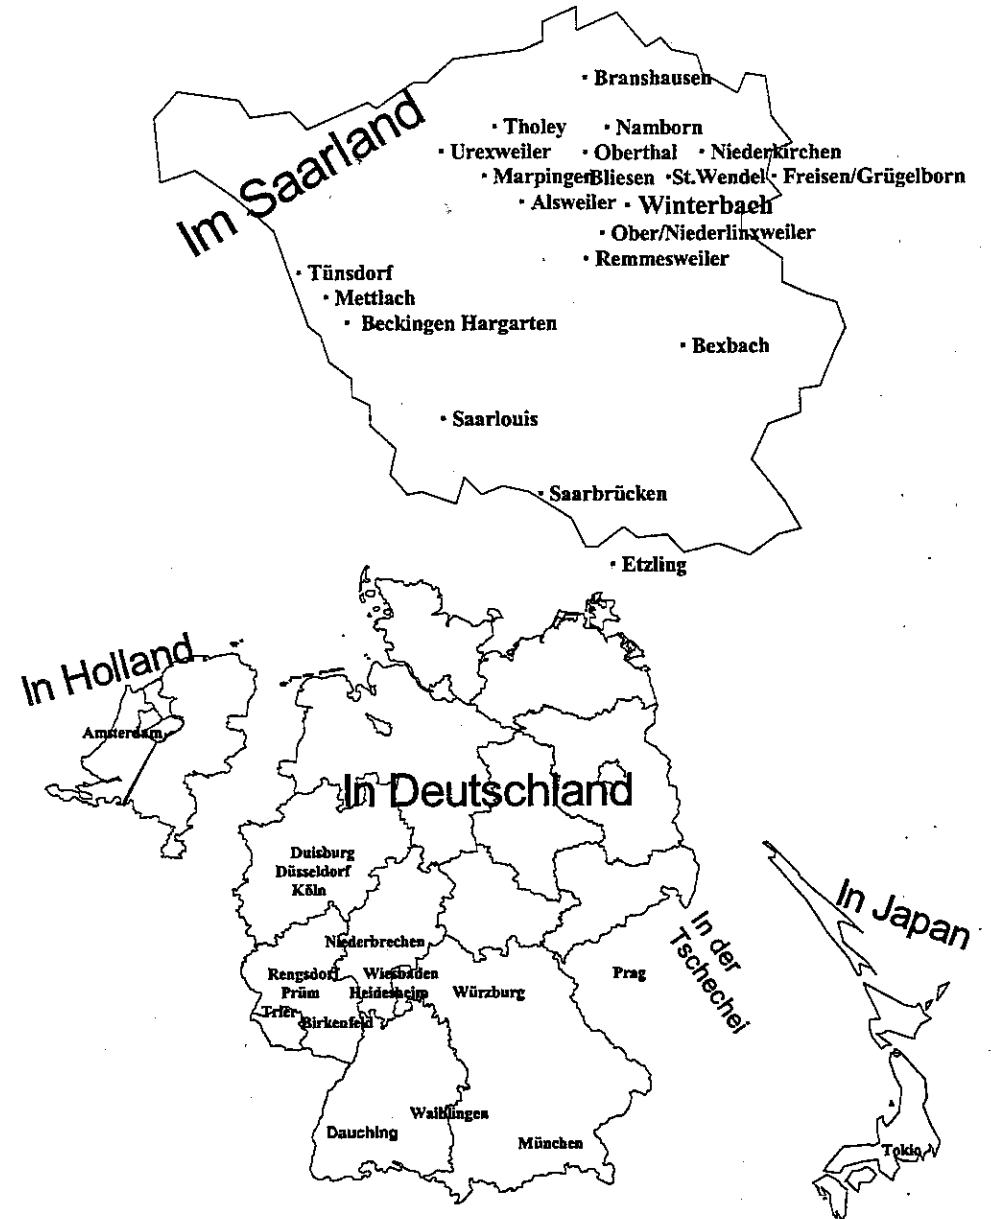 Im Saarland
· Branshausen
· Tholey
· Namborn
· Urexweiler
· Oberthal
· Niederkirchen
· Marpingen
Bliesen
· St.Wendel
· Freisen/Grügelborn
· Alsweiler
· Winterbach
· Ober/Niederlinxweiler
· Remmesweiler
· Tünsdorf
· Mettlach
· Beckingen Hargarten
· Bexbach
· Saarlouis
· Saarbrücken
· Etzling
In Holland
Amsterdam
In Deutschland
Duisburg
Düsseldorf
Köln
Niederbrechen
Rengsdorf
Wiesbaden
Prüm
Heidesheim
Würzburg
Trier
Birkenfeld
Waiblingen
Dauching
München
In der
Tschechei
Prag
In Japan
Tokio